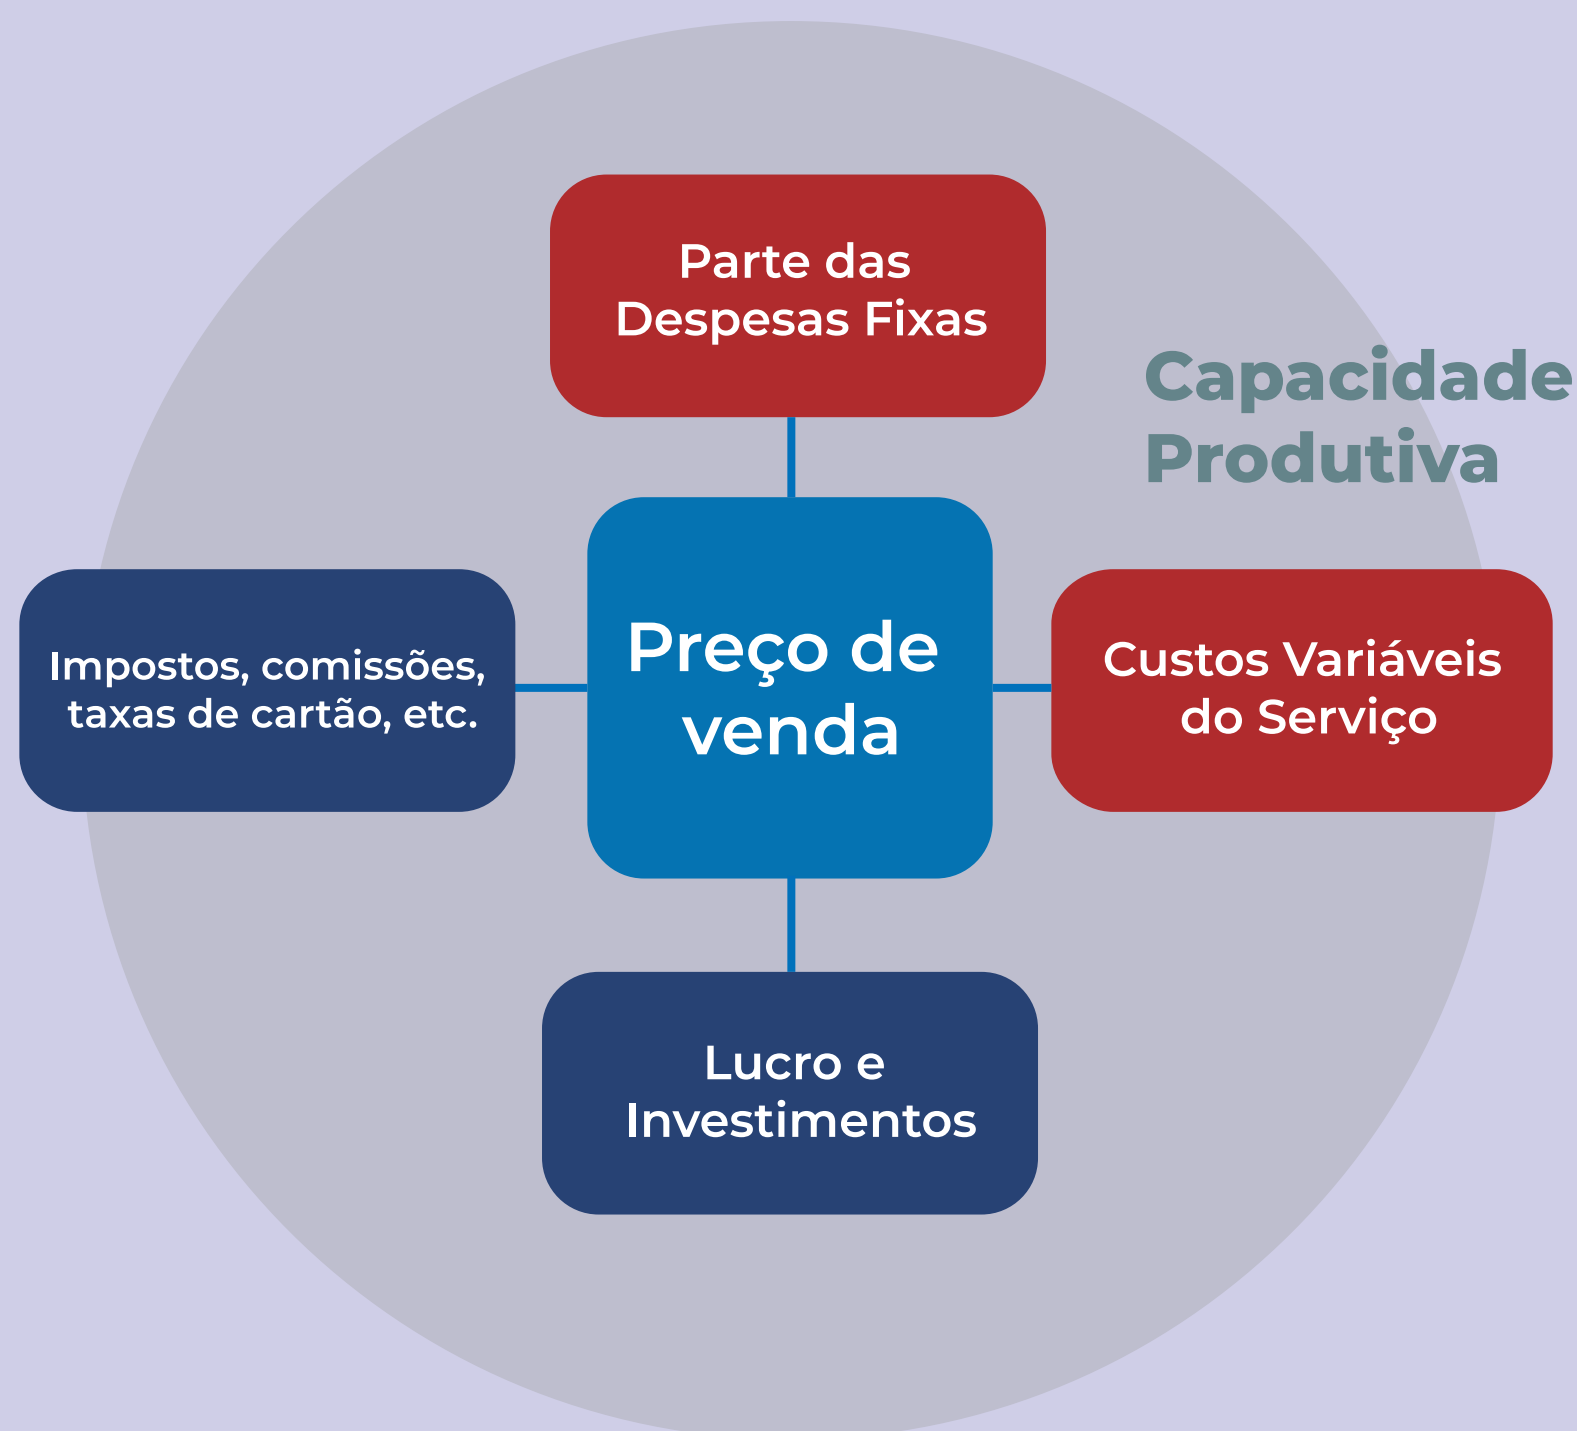 Parte das
Despesas Fixas
Capacidade
Produtiva
Impostos, comissões,
taxas de cartão, etc.
Preço de
venda
Custos Variáveis
do Serviço
Lucro e
Investimentos